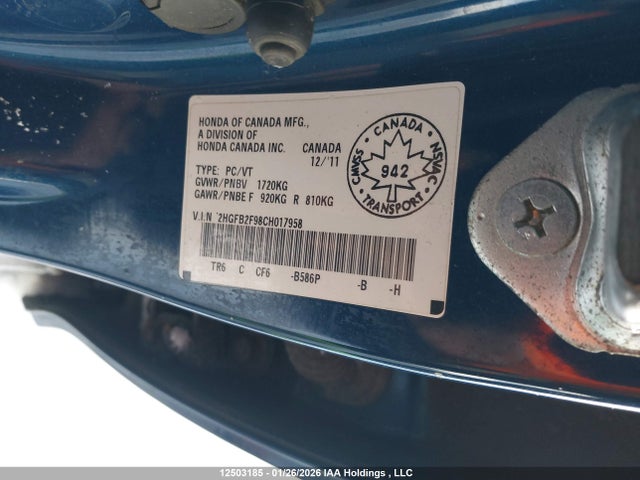 HONDA OF CANADA MFG.,
A DIVISION OF
HONDA CANADA INC. CANADA
12/'11
TYPE: PC/VT
GVWR/PNBV 1720KG
GAWR/PNBE F 920KG R 810KG
V.I.N 2HGFB2F98CH017958
TR6 C CF6 -B586P -B -H
CANADA
CMVSS 942 NSVAC
TRANSPORT
12503185 - 01/26/2026 IAA Holdings , LLC